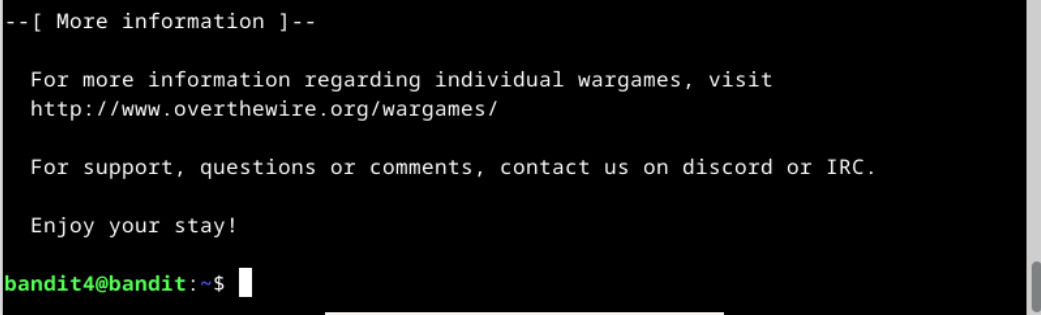 --[ More information ]--
For more information regarding individual wargames, visit
http://www.overthewire.org/wargames/
For support, questions or comments, contact us on discord or IRC.
Enjoy your stay!
bandit4@bandit:~$